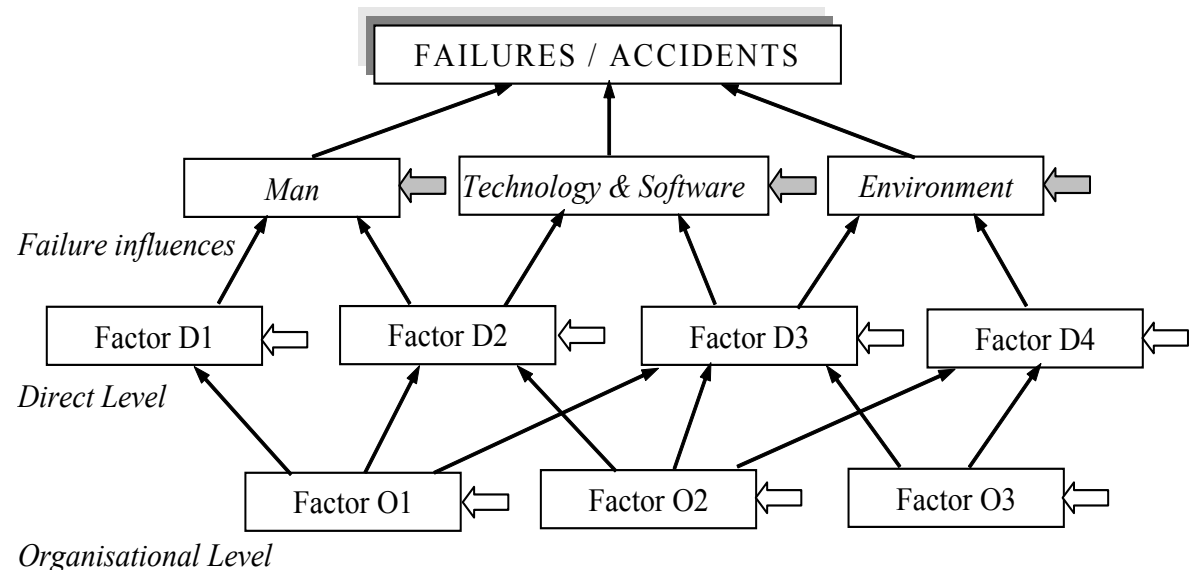 FAILURES / ACCIDENTS
Man
Technology & Software
Environment
Failure influences
Factor D1
Factor D2
Factor D3
Factor D4
Direct Level
Factor O1
Factor O2
Factor O3
Organisational Level